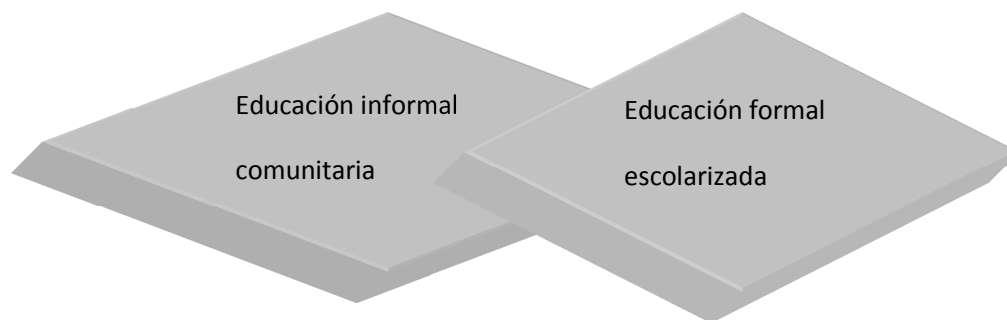 Educación informal
comunitaria
Educación formal
escolarizada